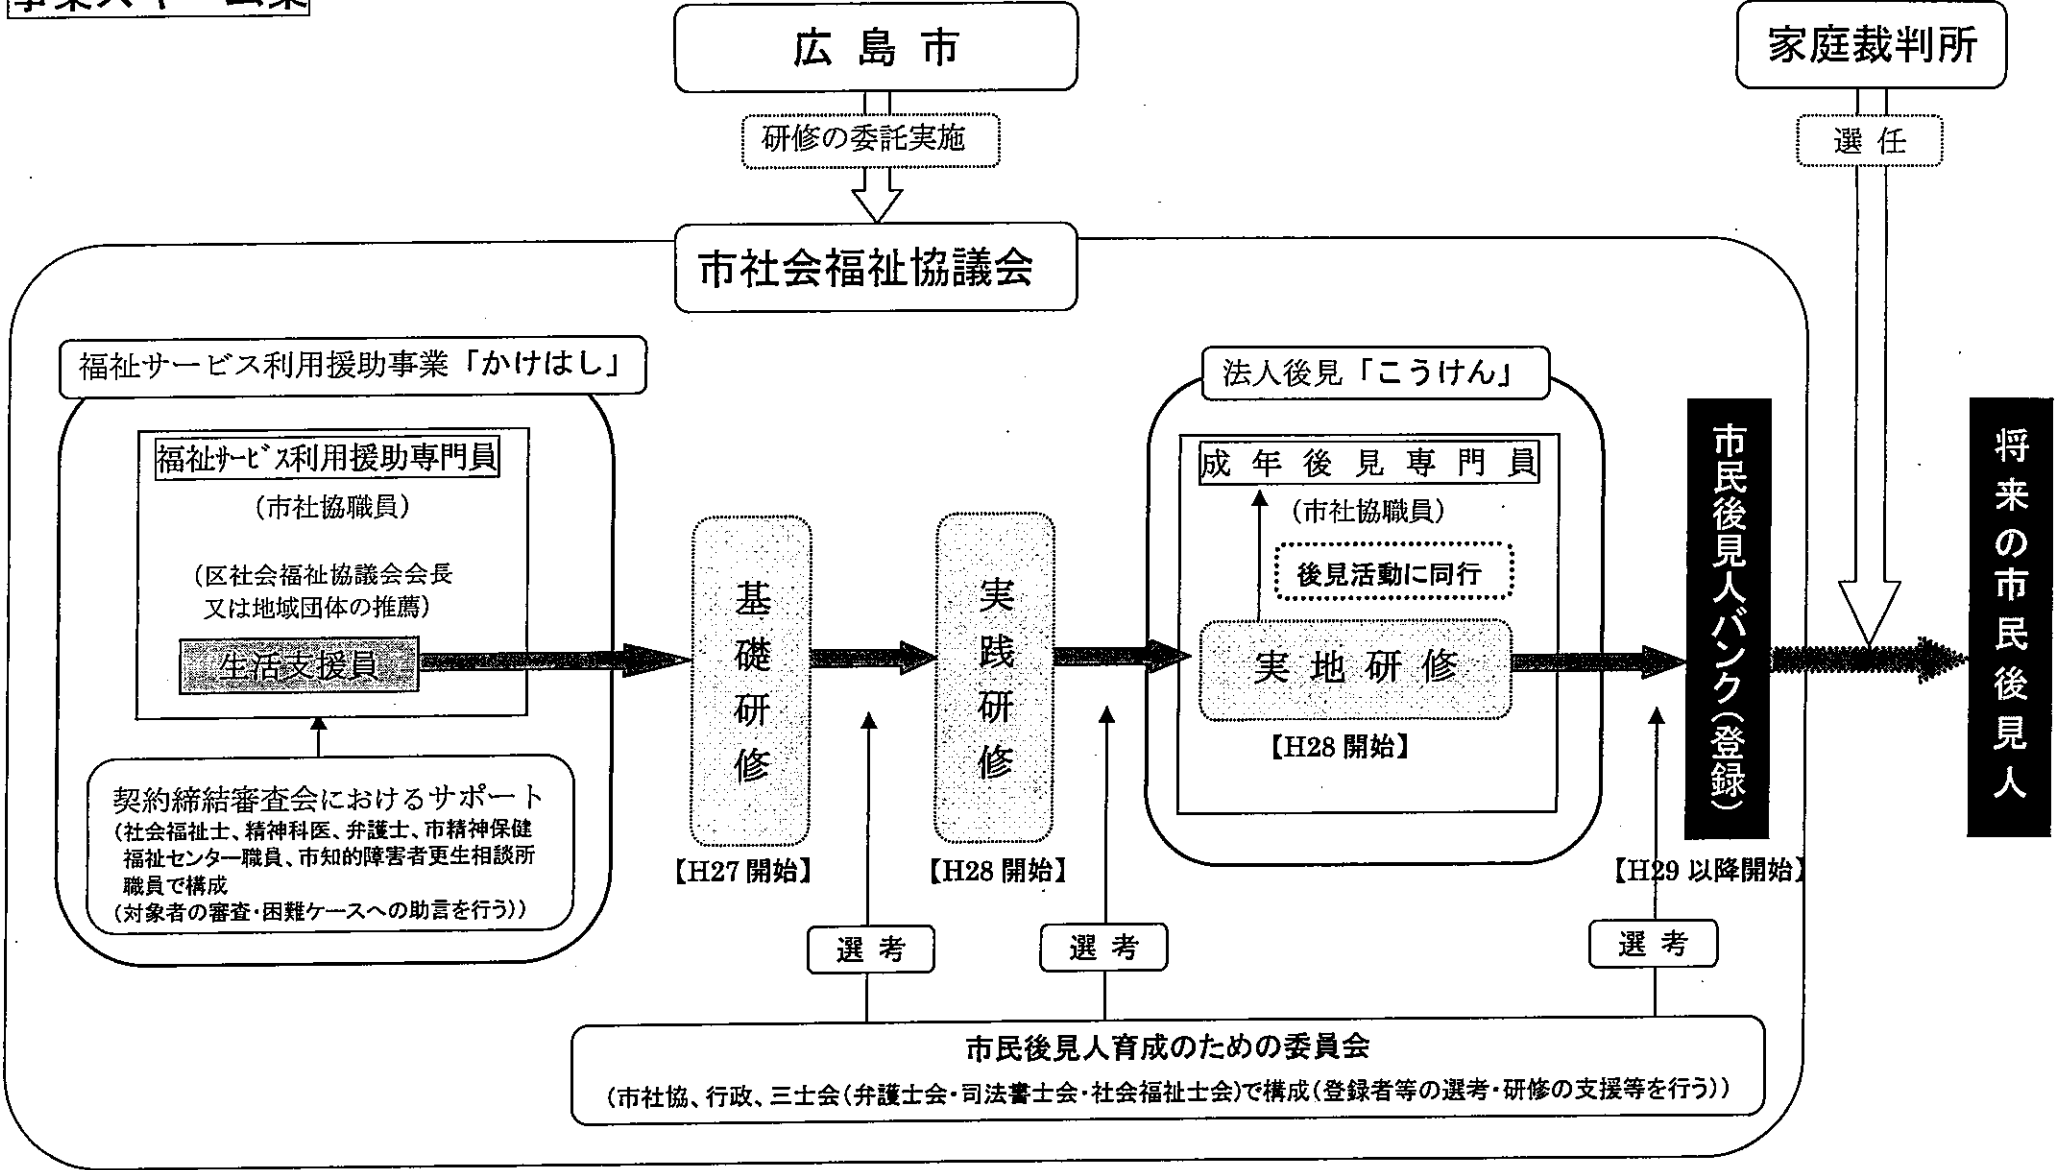 事業スキーム案
広島市
家庭裁判所
研修の委託実施
選任
市社会福祉協議会
福祉サービス利用援助事業「かけはし」
福祉ｻｰﾋﾞｽ利用援助専門員
(市社協職員)
(区社会福祉協議会会長
又は地域団体の推薦)
生活支援員
契約締結審査会におけるサポート
(社会福祉士、精神科医、弁護士、市精神保健
福祉センター職員、市知的障害者更生相談所
職員で構成
(対象者の審査・困難ケースへの助言を行う))
基礎研修
【H27 開始】
実践研修
【H28 開始】
法人後見「こうけん」
成年後見専門員
(市社協職員)
後見活動に同行
実地研修
【H28 開始】
市民後見人バンク(登録)
【H29 以降開始】
将来の市民後見人
選考
選考
選考
市民後見人育成のための委員会
(市社協、行政、三士会(弁護士会・司法書士会・社会福祉士会)で構成(登録者等の選考・研修の支援等を行う))